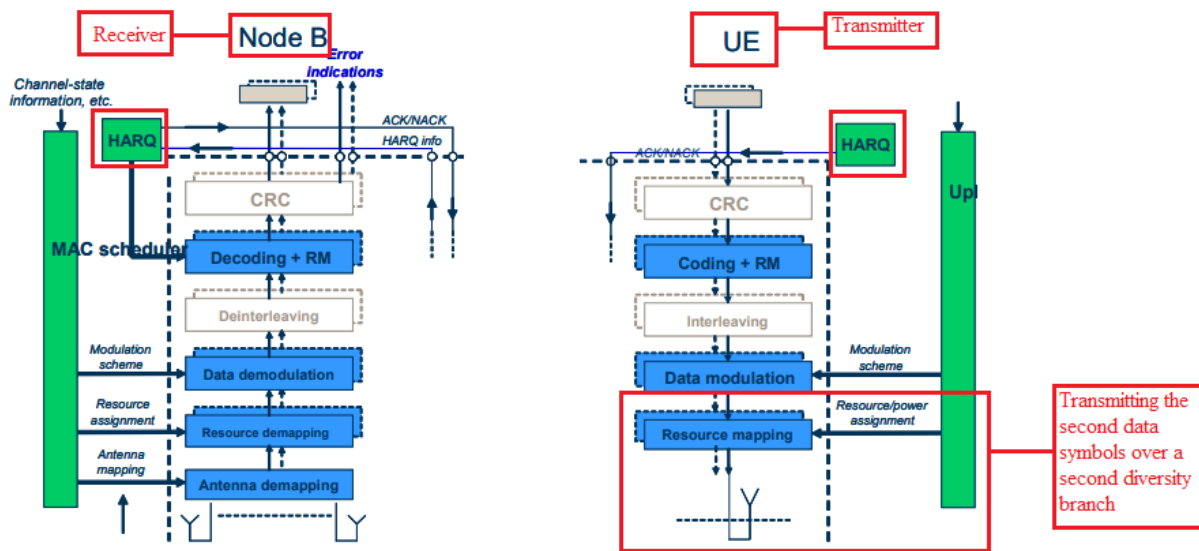 Receiver
Node B
UE
Transmitter
Error
indications
Channel-state
information, etc.
HARQ
ACK/NACK
HARQ info
ACK/NACK
HARQ
CRC
CRC
Upl
MAC scheduler
Decoding + RM
Coding + RM
Deinterleaving
Interleaving
Modulation
scheme
Data demodulation
Data modulation
Modulation
scheme
Resource
assignment
Resource demapping
Resource mapping
Resource/power
assignment
Transmitting the
second data
symbols over a
second diversity
branch
Antenna
mapping
Antenna demapping